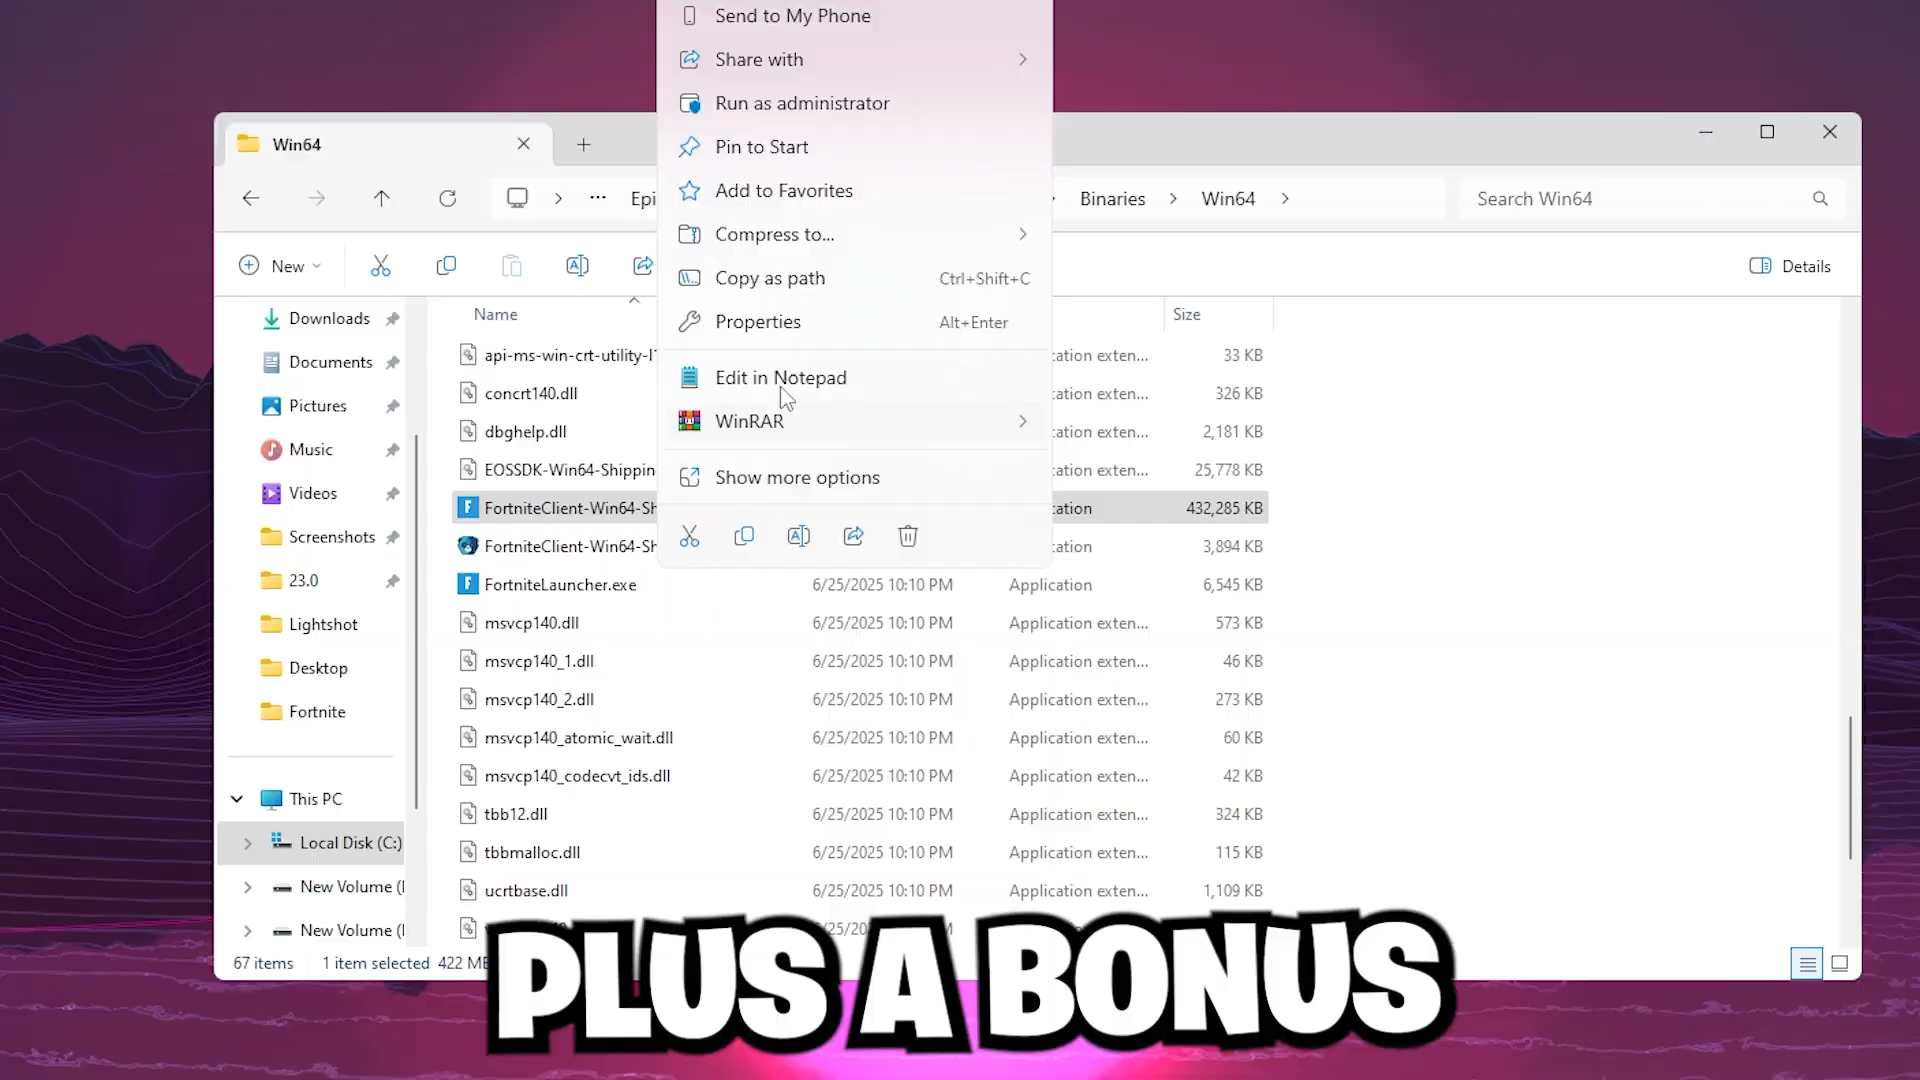 Send to My Phone
Share with
Run as administrator
Pin to Start
Add to Favorites
Compress to...
Copy as path Ctrl+Shift+C
Properties Alt+Enter
Edit in Notepad
WinRAR
Show more options
Win64
Epi
Binaries > Win64 >
Search Win64
New
Details
Downloads
Documents
Pictures
Music
Videos
Screenshots
23.0
Lightshot
Desktop
Fortnite
This PC
Local Disk (C:)
New Volume (
New Volume (
Name Size
api-ms-win-crt-utility-l cation exten... 33 KB
concrt140.dll cation exten... 326 KB
dbghelp.dll cation exten... 2,181 KB
EOSSDK-Win64-Shippin cation exten... 25,778 KB
FortniteClient-Win64-Sh cation 432,285 KB
FortniteClient-Win64-Sh cation 3,894 KB
FortniteLauncher.exe 6/25/2025 10:10 PM Application 6,545 KB
msvcp140.dll 6/25/2025 10:10 PM Application exten... 573 KB
msvcp140_1.dll 6/25/2025 10:10 PM Application exten... 46 KB
msvcp140_2.dll 6/25/2025 10:10 PM Application exten... 273 KB
msvcp140_atomic_wait.dll 6/25/2025 10:10 PM Application exten... 60 KB
msvcp140_codecvt_ids.dll 6/25/2025 10:10 PM Application exten... 42 KB
tbb12.dll 6/25/2025 10:10 PM Application exten... 324 KB
tbbmalloc.dll 6/25/2025 10:10 PM Application exten... 115 KB
ucrtbase.dll 6/25/2025 10:10 PM Application exten... 1,109 KB
67 items 1 item selected 422 MB
PLUS A BONUS